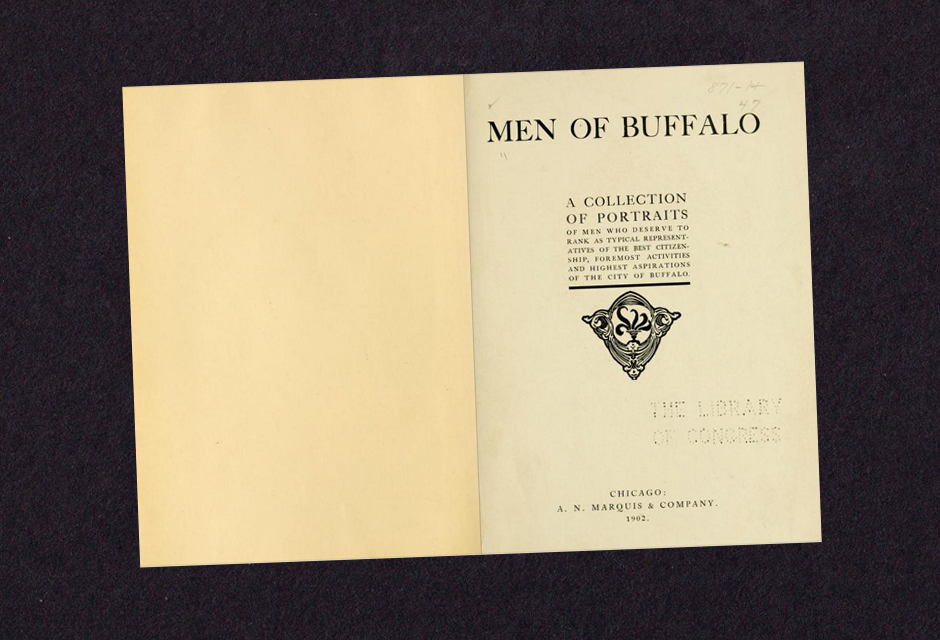 871-14
47
MEN OF BUFFALO
A COLLECTION
OF PORTRAITS
OF MEN WHO DESERVE TO
RANK AS TYPICAL REPRESENT-
ATIVES OF THE BEST CITIZEN-
SHIP, FOREMOST ACTIVITIES
AND HIGHEST ASPIRATIONS
OF THE CITY OF BUFFALO.
THE LIBRARY
OF CONGRESS
CHICAGO:
A. N. MARQUIS & COMPANY.
1902.